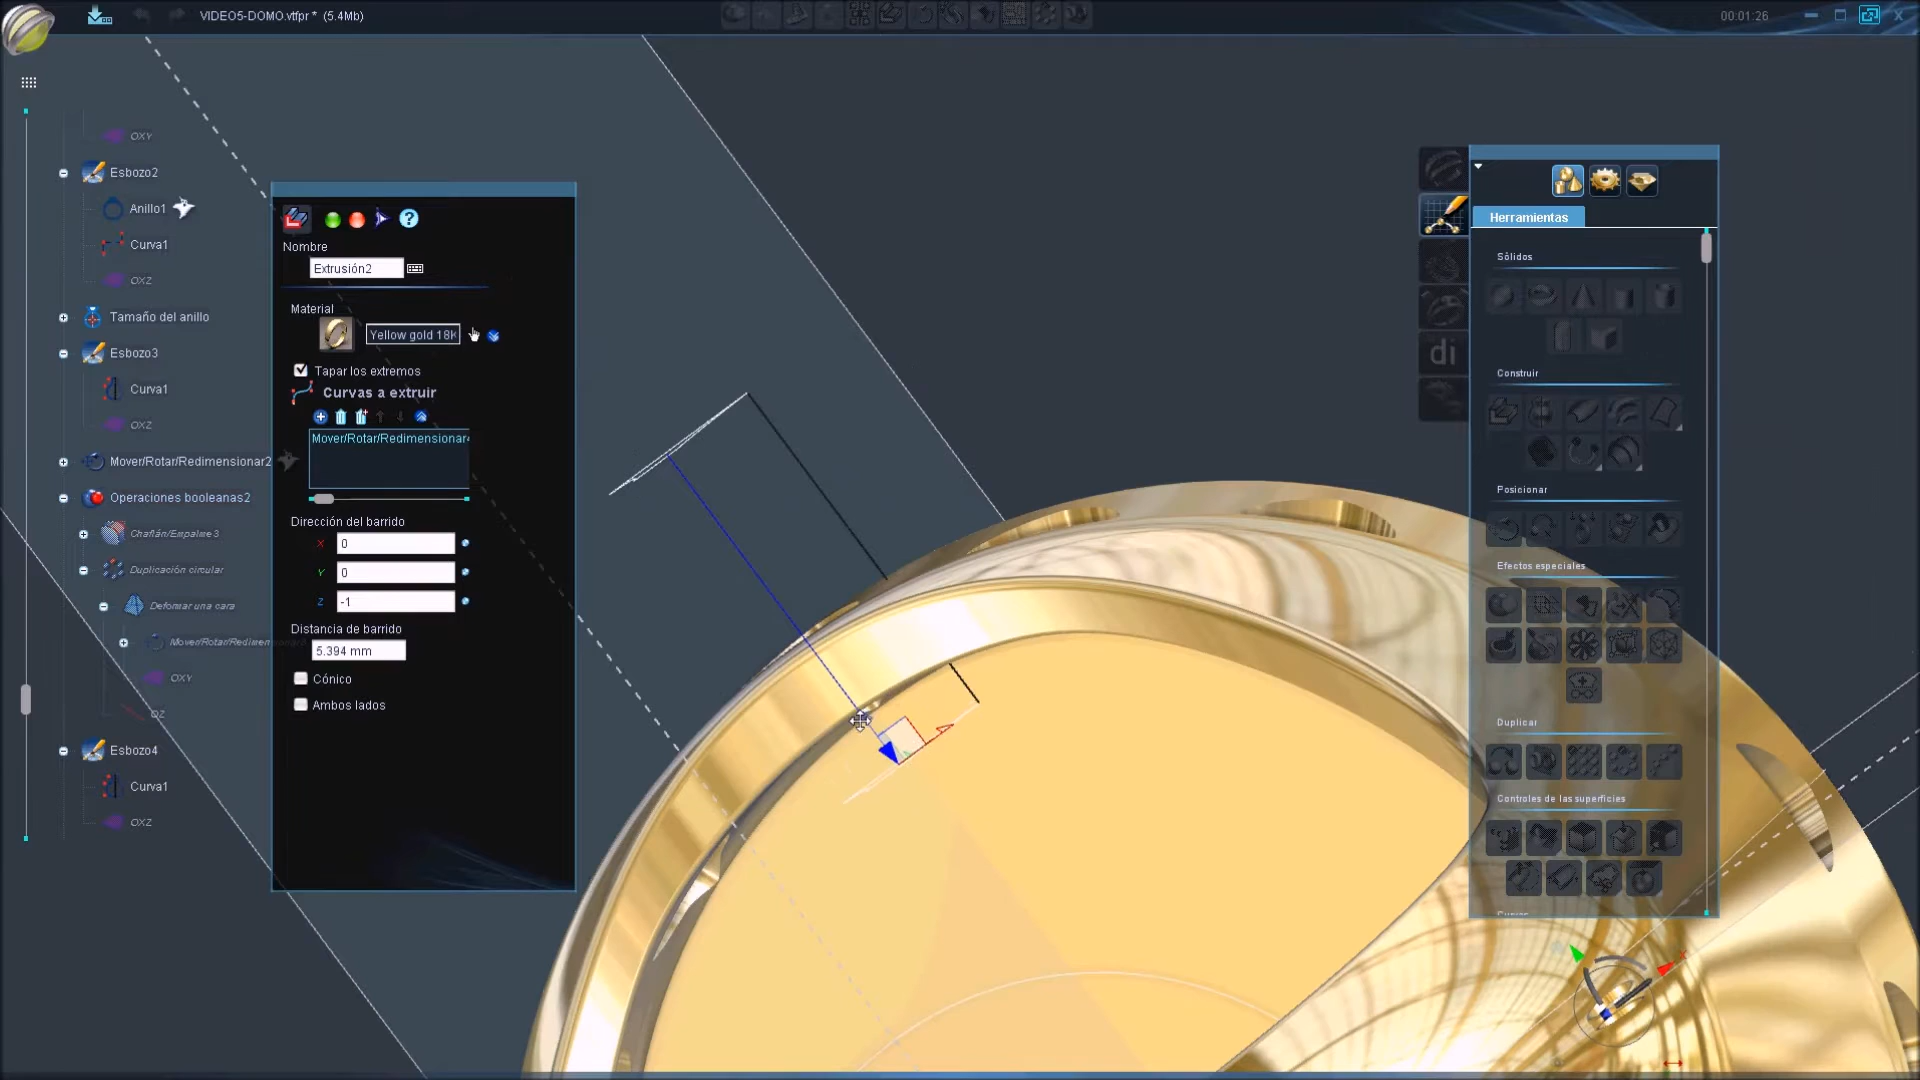 VIDEO5-DOMO.vtfpr * (5.4Mb)
00:01:26
X
OXY
Esbozo2
Anillo1
Curva1
OXZ
Tamaño del anillo
Esbozo3
Curva1
OXZ
Mover/Rotar/Redimensionar2
Operaciones booleanas2
Chaflán/Empalme3
Duplicación circular
Deformar una cara
OXY
OZ
Esbozo4
Curva1
OXZ
?
Nombre
Extrusión2
Material
Yellow gold 18K
Tapar los extremos
Curvas a extruir
Mover/Rotar/Redimensionar
Dirección del barrido
X 0
Y 0
Z -1
Distancia de barrido
5.394 mm
Cónico
Ambos lados
di
Herramientas
Sólidos
Construir
Posicionar
Efectos especiales
Duplicar
Controles de las superficies